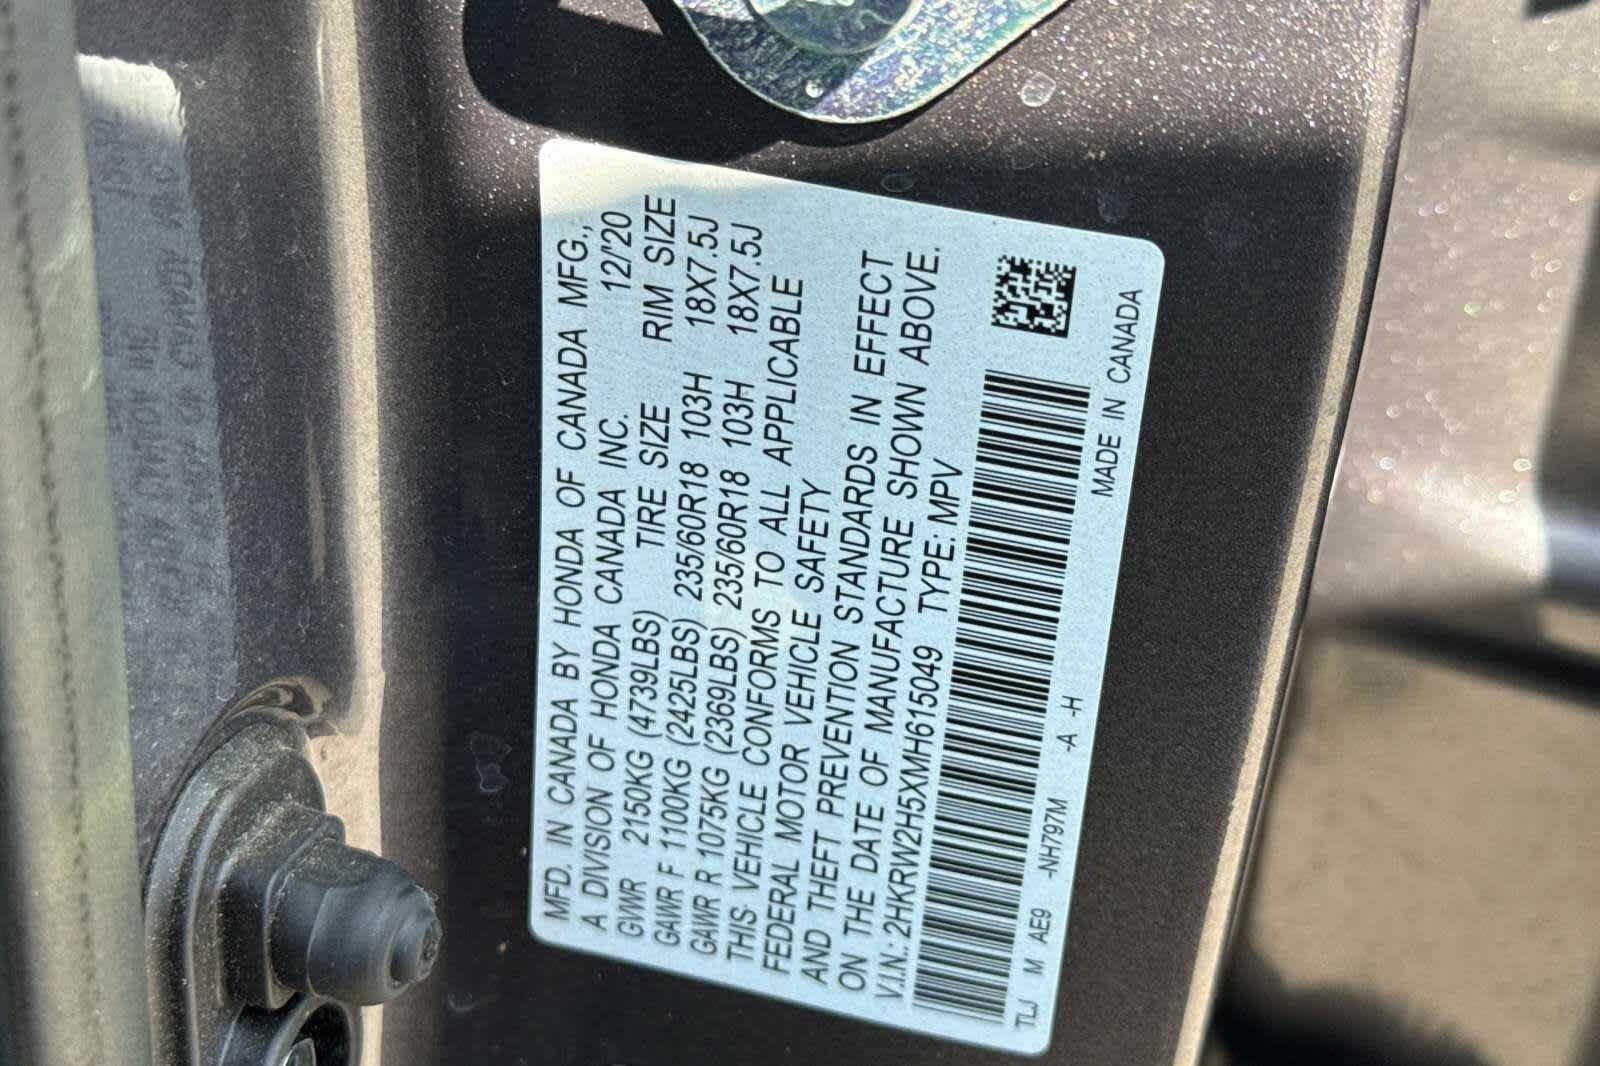 MFD. IN CANADA BY HONDA OF CANADA MFG.,
A DIVISION OF HONDA CANADA INC. 12/'20
GVWR 2150KG (4739LBS) TIRE SIZE RIM SIZE
GAWR F 1100KG (2425LBS) 235/60R18 103H 18X7.5J
GAWR R 1075KG (2369LBS) 235/60R18 103H 18X7.5J
THIS VEHICLE CONFORMS TO ALL APPLICABLE
FEDERAL MOTOR VEHICLE SAFETY
AND THEFT PREVENTION STANDARDS IN EFFECT
ON THE DATE OF MANUFACTURE SHOWN ABOVE.
V.I.N.: 2HKRW2H5XMH615049 TYPE: MPV
TLJ M AE9 -NH797M -A -H MADE IN CANADA